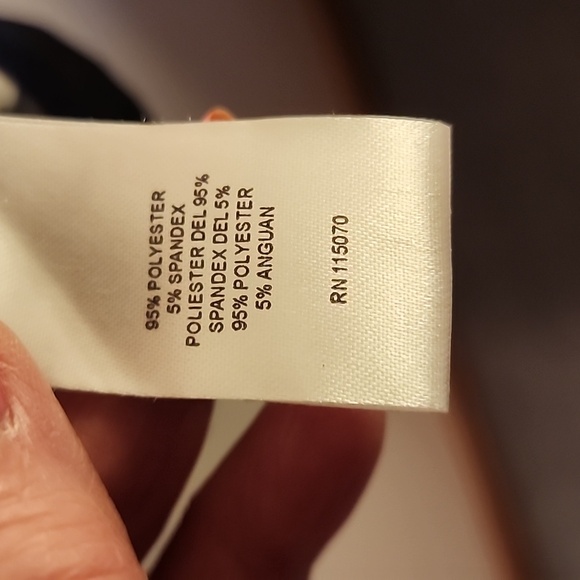 95% POLYESTER
5% SPANDEX
POLIESTER DEL 95%
SPANDEX DEL 5%
95% POLYESTER
5% ANGUAN
RN 115070